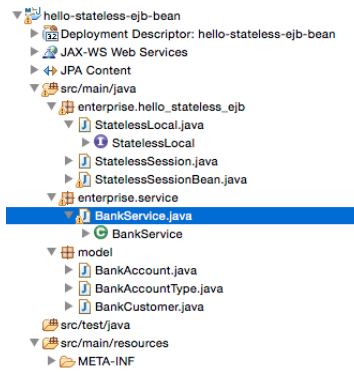 hello-stateless-ejb-bean
Deployment Descriptor: hello-stateless-ejb-bean
JAX-WS Web Services
JPA Content
src/main/java
enterprise.hello_stateless_ejb
StatelessLocal.java
StatelessLocal
StatelessSession.java
StatelessSessionBean.java
enterprise.service
BankService.java
BankService
model
BankAccount.java
BankAccountType.java
BankCustomer.java
src/test/java
src/main/resources
META-INF